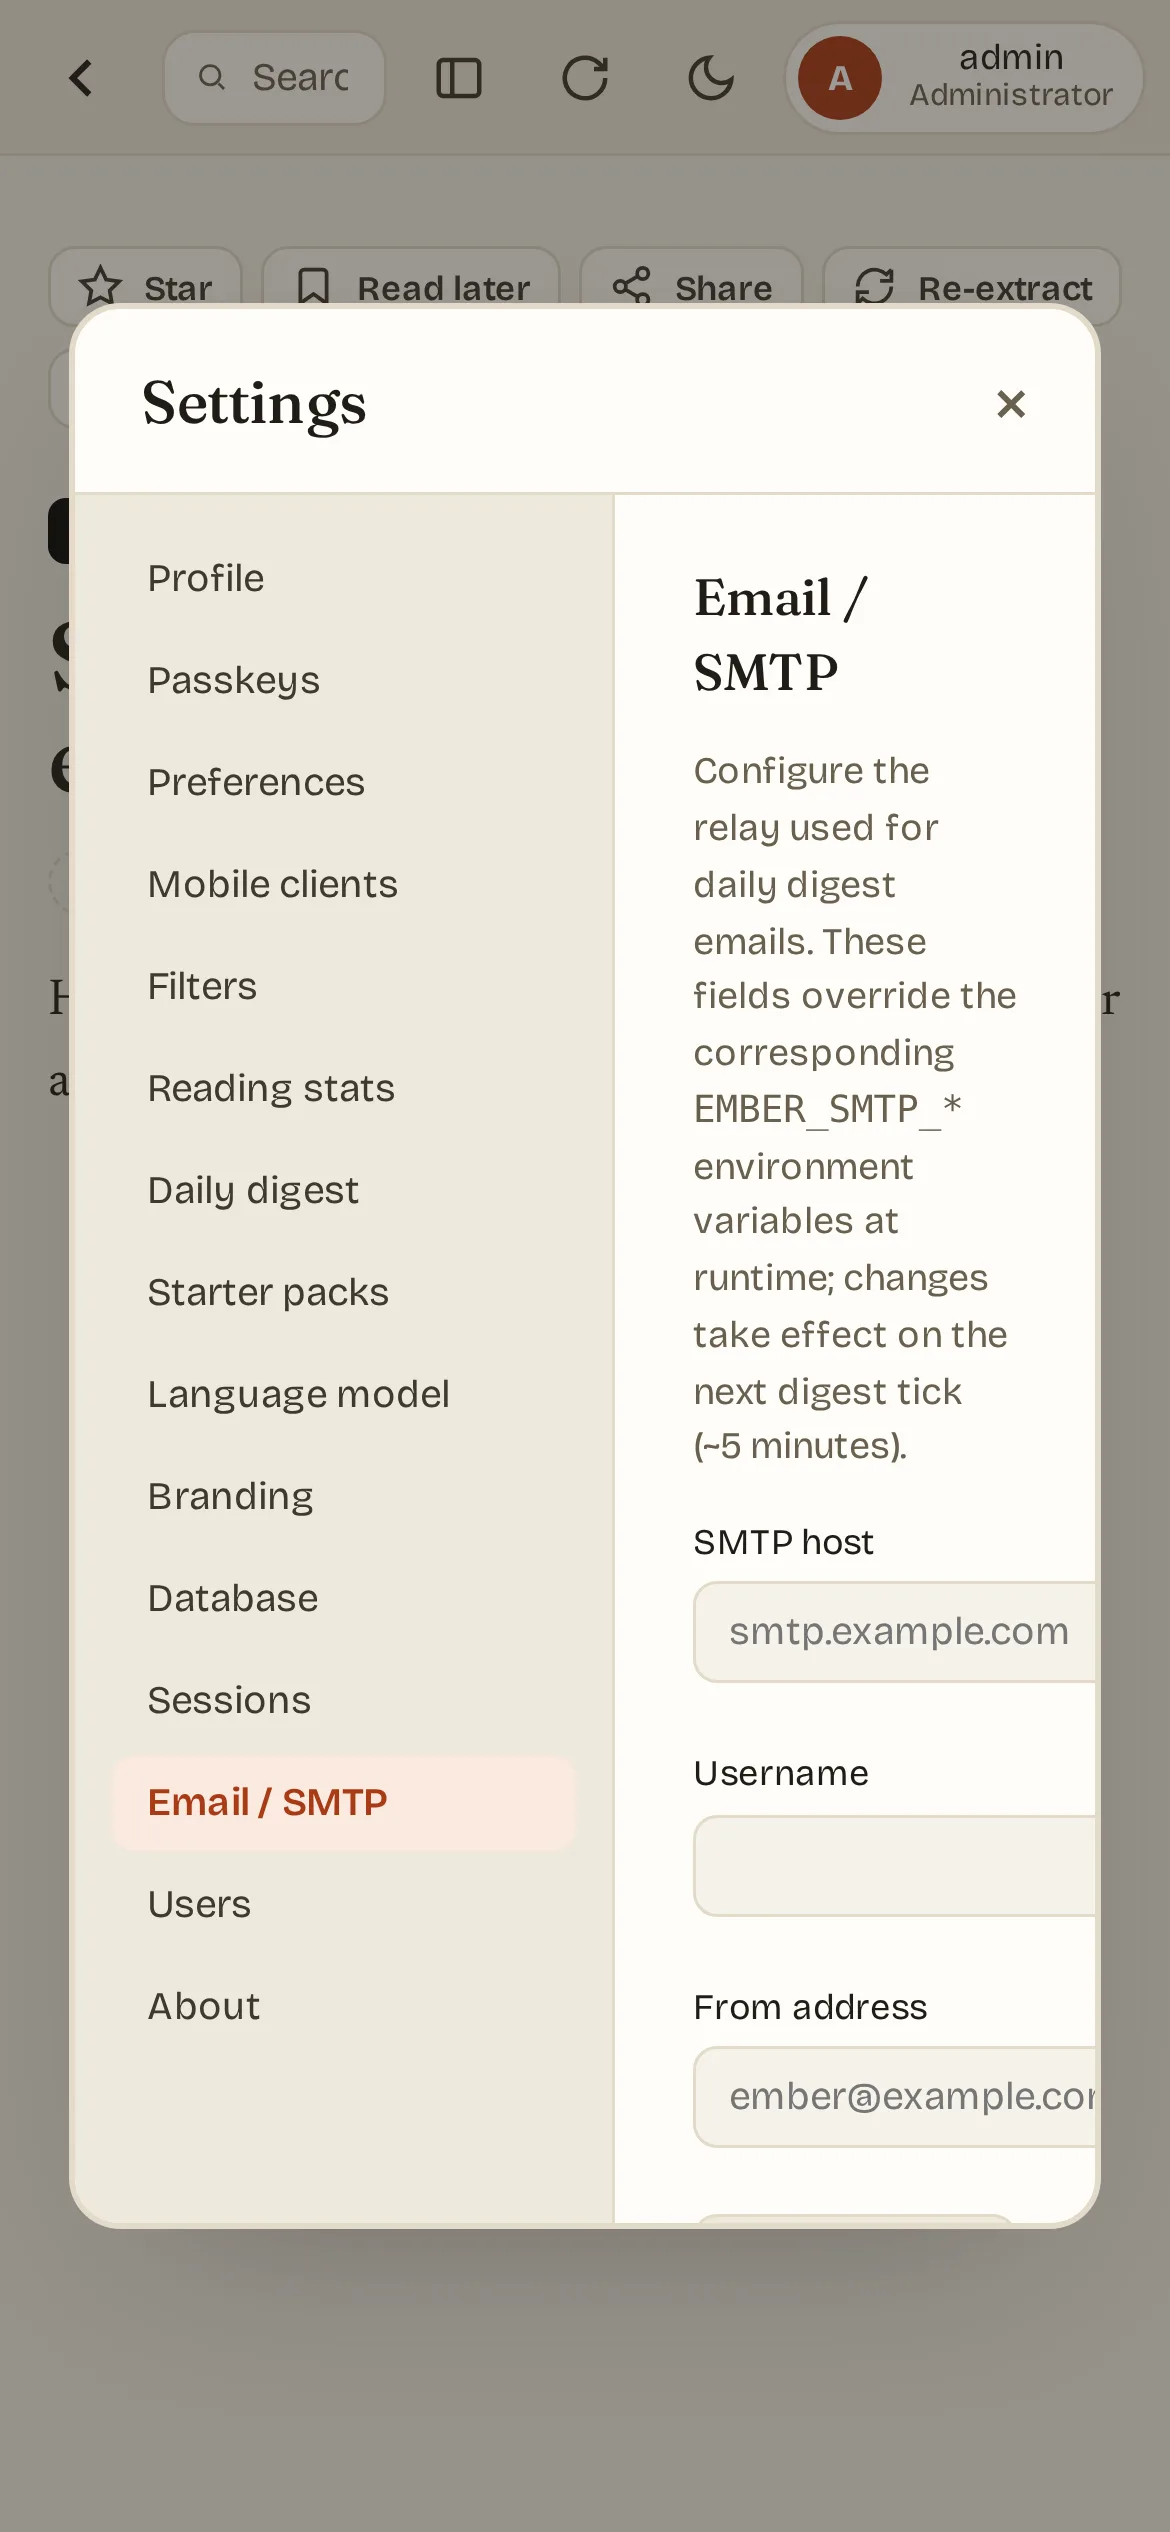 Searc
A
admin
Administrator
Star
Read later
Share
Re-extract
Settings
Profile
Passkeys
Preferences
Mobile clients
Filters
Reading stats
Daily digest
Starter packs
Language model
Branding
Database
Sessions
Email / SMTP
Users
About
Email /
SMTP
Configure the
relay used for
daily digest
emails. These
fields override the
corresponding
EMBER_SMTP_*
environment
variables at
runtime; changes
take effect on the
next digest tick
(~5 minutes).
SMTP host
smtp.example.com
Username
From address
ember@example.com